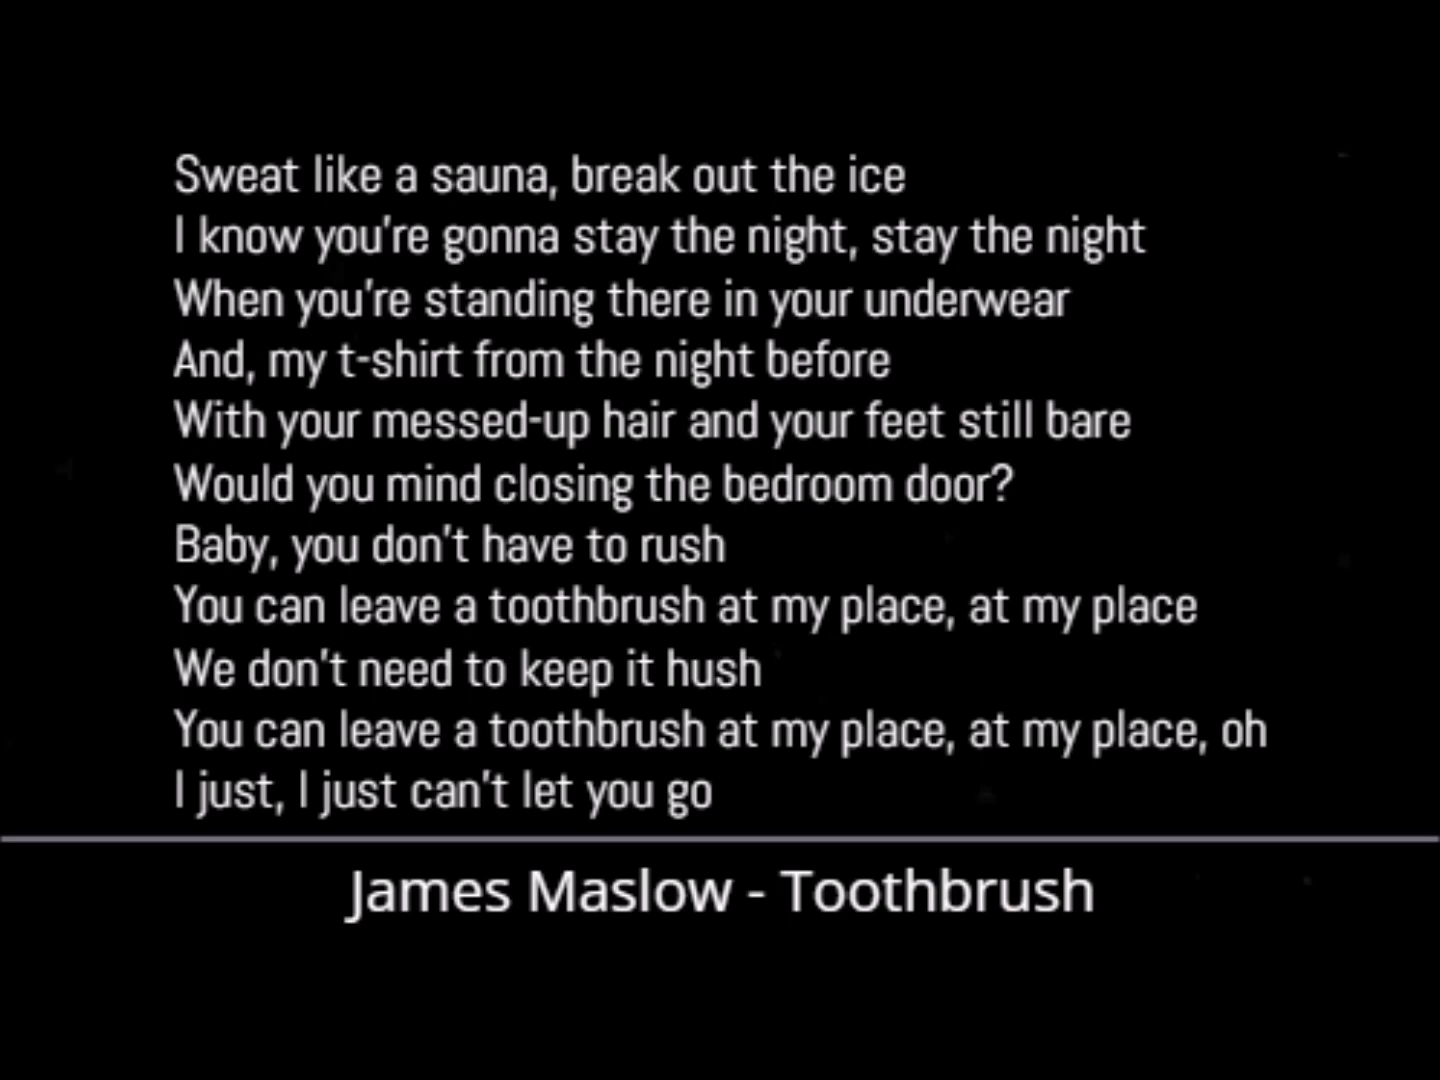 Sweat like a sauna, break out the ice
I know you're gonna stay the night, stay the night
When you're standing there in your underwear
And, my t-shirt from the night before
With your messed-up hair and your feet still bare
Would you mind closing the bedroom door?
Baby, you don't have to rush
You can leave a toothbrush at my place, at my place
We don't need to keep it hush
You can leave a toothbrush at my place, at my place, oh
I just, I just can't let you go
James Maslow - Toothbrush